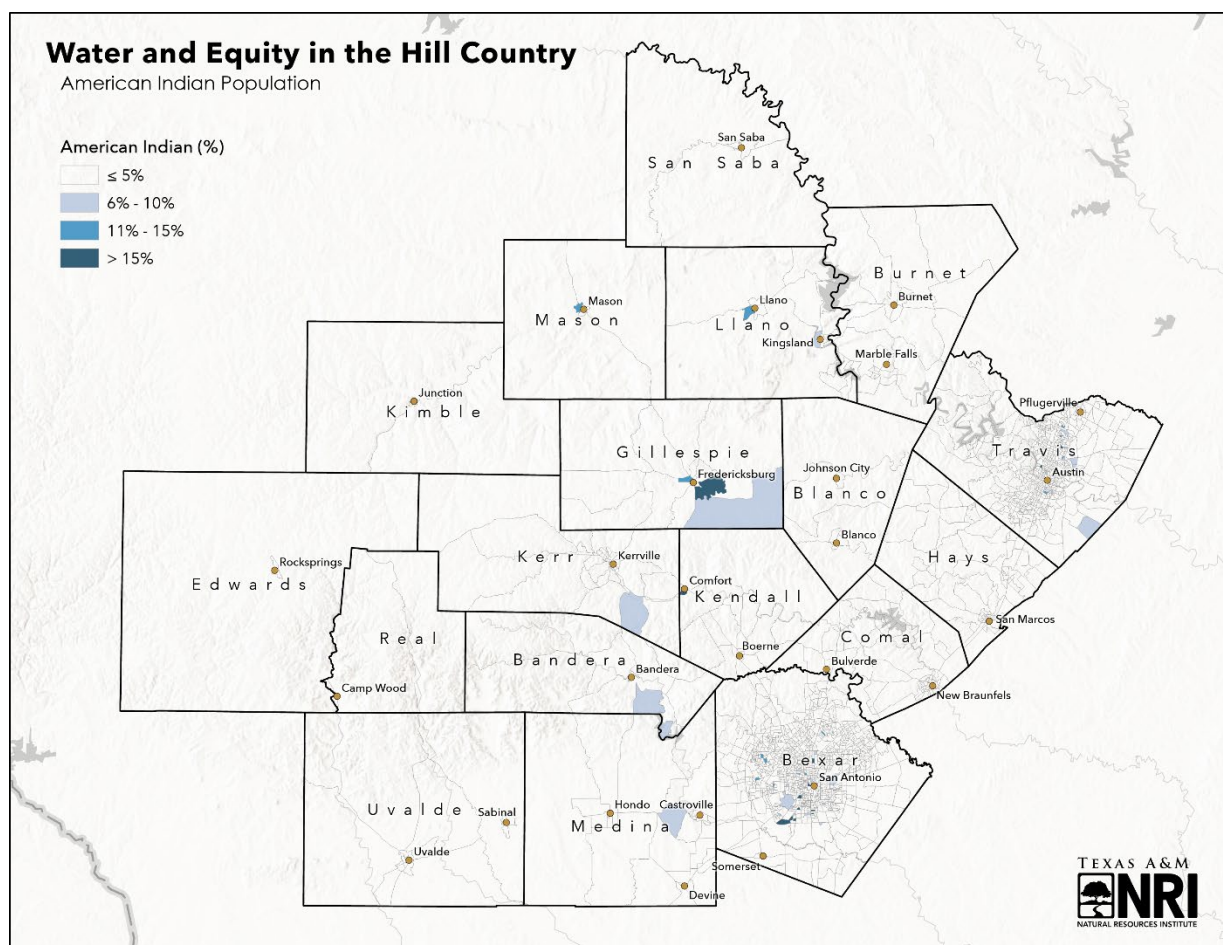 Water and Equity in the Hill Country
American Indian Population
American Indian (%)
≤ 5%
6% - 10%
11% - 15%
> 15%
San Saba
San Saba
Burnet
Burnet
Mason
Mason
Llano
Llano
Kingsland
Marble Falls
Junction
Kimble
Pflugerville
Travis
Austin
Gillespie
Fredericksburg
Johnson City
Blanco
Blanco
Hays
Rocksprings
Edwards
Kerr
Kerrville
Comfort
Kendall
San Marcos
Real
Comal
Boerne
Bandera
Bandera
Bulverde
Camp Wood
New Braunfels
Bexar
San Antonio
Uvalde
Sabinal
Hondo
Castroville
Medina
Uvalde
Somerset
Devine
TEXAS A&M
NRI
NATURAL RESOURCES INSTITUTE